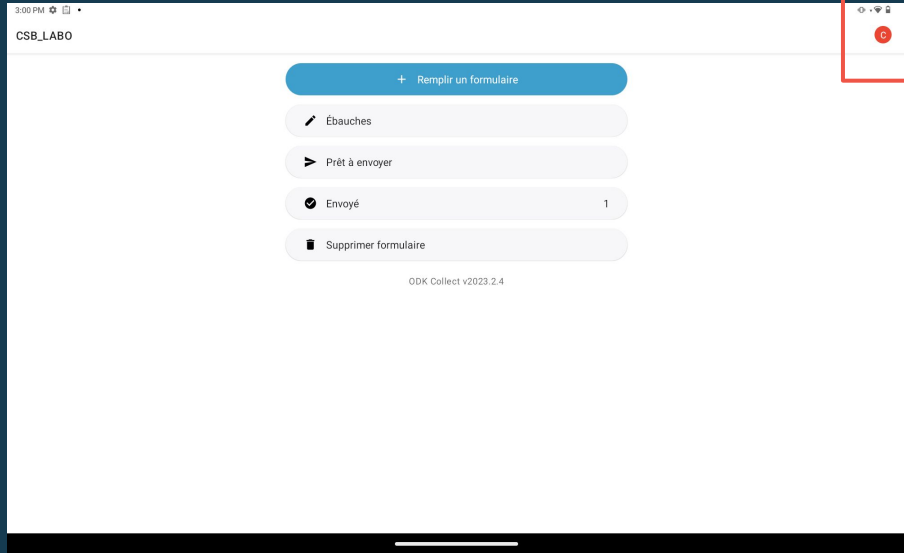 3:00 PM
CSB_LABO
C
+ Remplir un formulaire
Ébauches
Prêt à envoyer
Envoyé 1
Supprimer formulaire
ODK Collect v2023.2.4